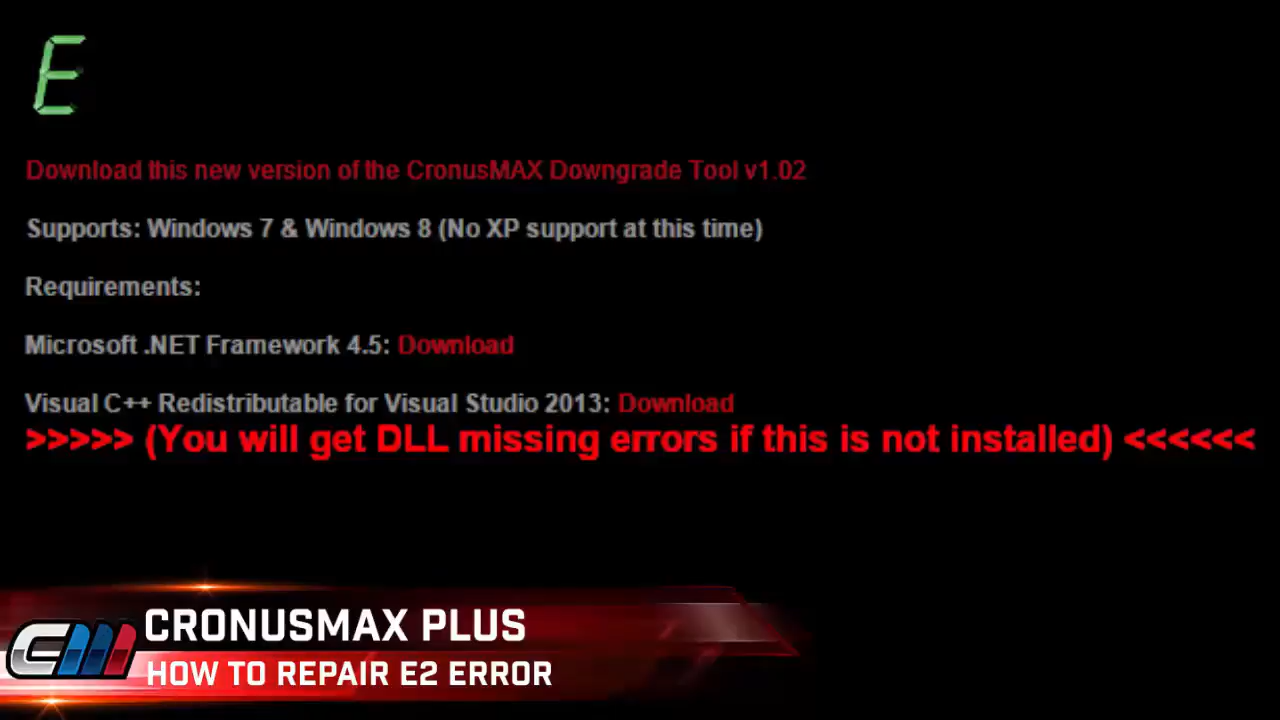 E
Download this new version of the CronusMAX Downgrade Tool v1.02
Supports: Windows 7 & Windows 8 (No XP support at this time)
Requirements:
Microsoft .NET Framework 4.5: Download
Visual C++ Redistributable for Visual Studio 2013: Download
>>>>> (You will get DLL missing errors if this is not installed) <<<<<<
CM
CRONUSMAX PLUS
HOW TO REPAIR E2 ERROR